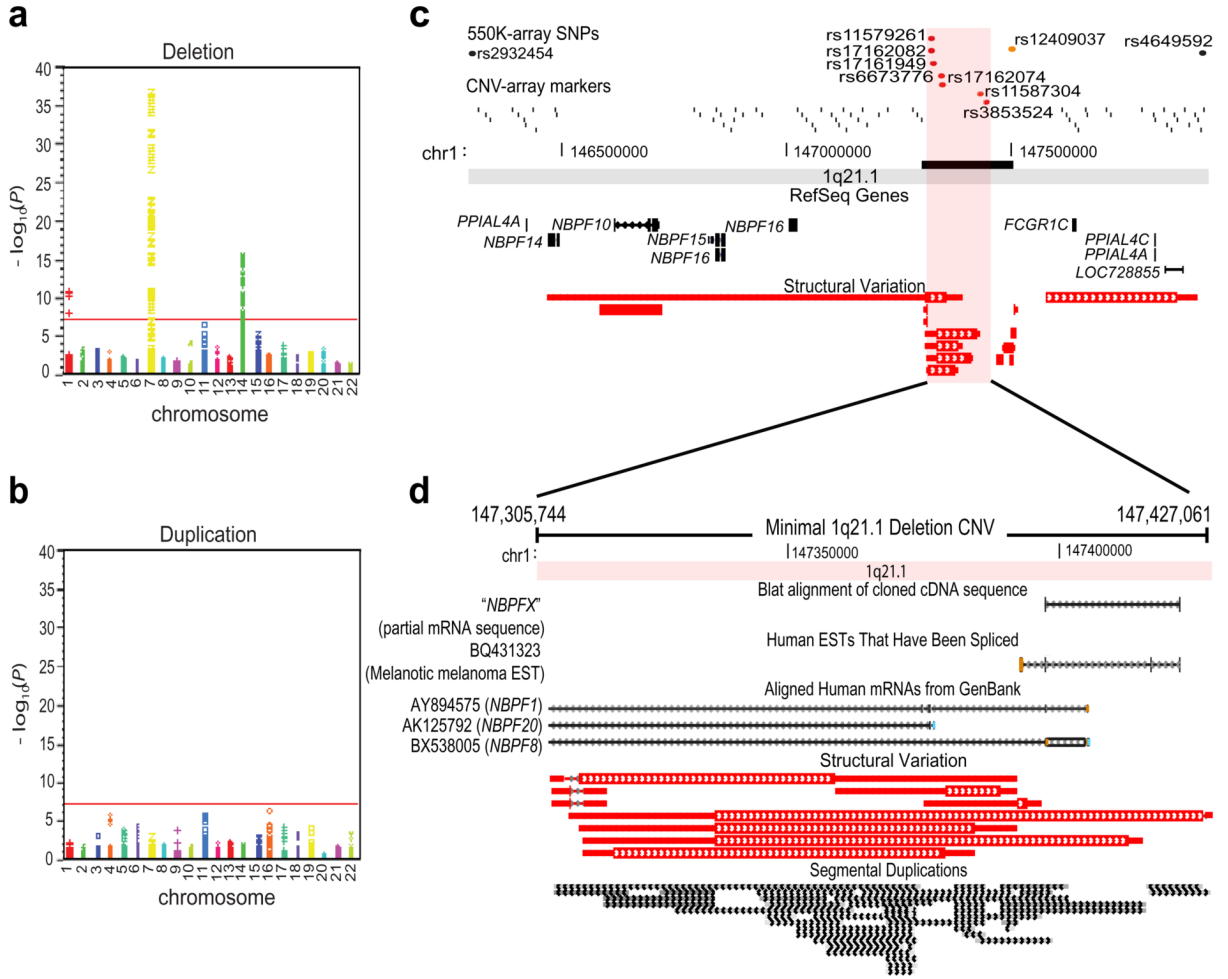 a
Deletion
40
35
30
25
20
15
10
5
0
- log10(P)
1 2 3 4 5 6 7 8 9 10 11 12 13 14 15 16 17 18 19 20 21 22
chromosome
b
Duplication
40
35
30
25
20
15
10
5
0
- log10(P)
1 2 3 4 5 6 7 8 9 10 11 12 13 14 15 16 17 18 19 20 21 22
chromosome
c
550K-array SNPs
rs2932454
rs11579261
rs17162082
rs17161949
rs6673776
rs17162074
rs11587304
rs3853524
rs12409037
rs4649592
CNV-array markers
chr1: 146500000 147000000 147500000
1q21.1
RefSeq Genes
PPIAL4A NBPF10 NBPF16 FCGR1C
NBPF14 NBPF15 PPIAL4C
NBPF16 PPIAL4A
LOC728855
Structural Variation
d
147,305,744 147,427,061
Minimal 1q21.1 Deletion CNV
chr1: 147350000 147400000
1q21.1
Blat alignment of cloned cDNA sequence
“NBPFX”
(partial mRNA sequence)
Human ESTs That Have Been Spliced
BQ431323
(Melanotic melanoma EST)
Aligned Human mRNAs from GenBank
AY894575 (NBPF1)
AK125792 (NBPF20)
BX538005 (NBPF8)
Structural Variation
Segmental Duplications